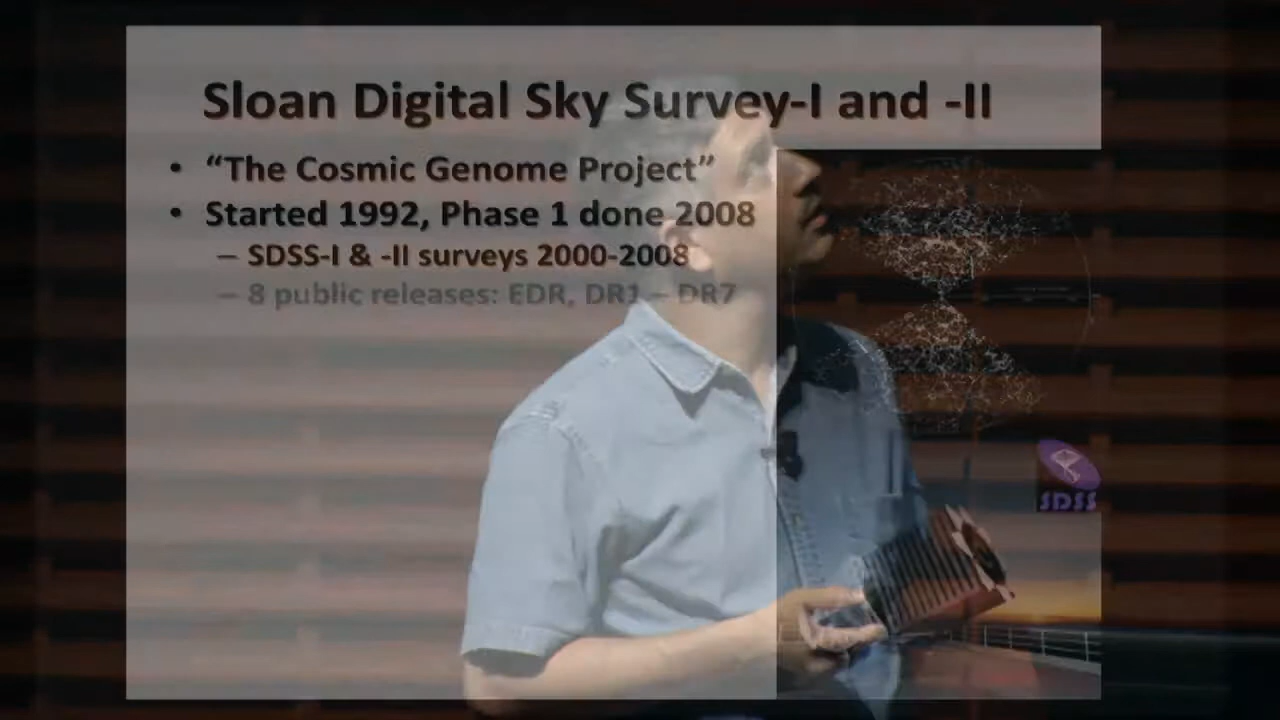 Sloan Digital Sky Survey-I and -II
• “The Cosmic Genome Project”
• Started 1992, Phase 1 done 2008
– SDSS-I & -II surveys 2000-2008
– 8 public releases: EDR, DR1 – DR7
SDSS